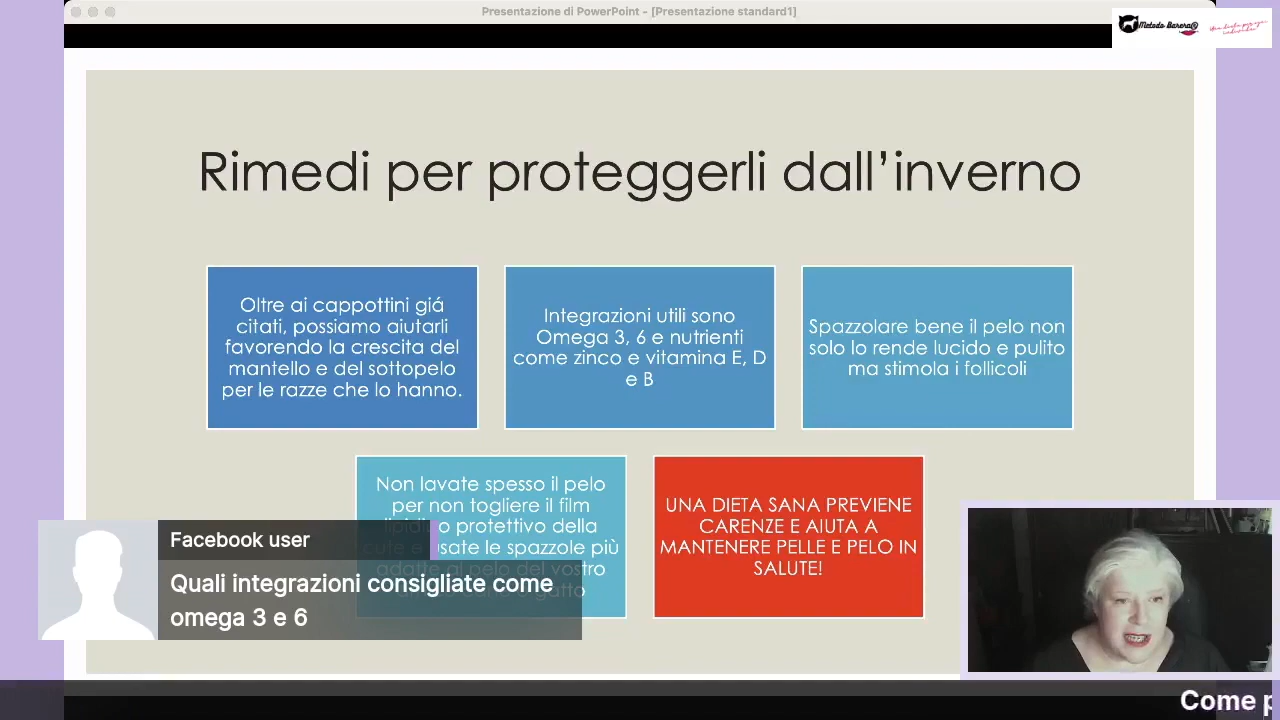 Presentazione di PowerPoint - [Presentazione standard1]
Metodo Barera®
Rimedi per proteggerli dall'inverno
Oltre ai cappottini giá
citati, possiamo aiutarli
favorendo la crescita del
mantello e del sottopelo
per le razze che lo hanno.
Integrazioni utili sono
Omega 3, 6 e nutrienti
come zinco e vitamina E, D
e B
Spazzolare bene il pelo non
solo lo rende lucido e pulito
ma stimola i follicoli
Non lavate spesso il pelo
per non togliere il film
lipidico protettivo della
cute e usate le spazzole più
adatte al pelo del vostro
gatto
UNA DIETA SANA PREVIENE
CARENZE E AIUTA A
MANTENERE PELLE E PELO IN
SALUTE!
Facebook user
Quali integrazioni consigliate come
omega 3 e 6
Come p